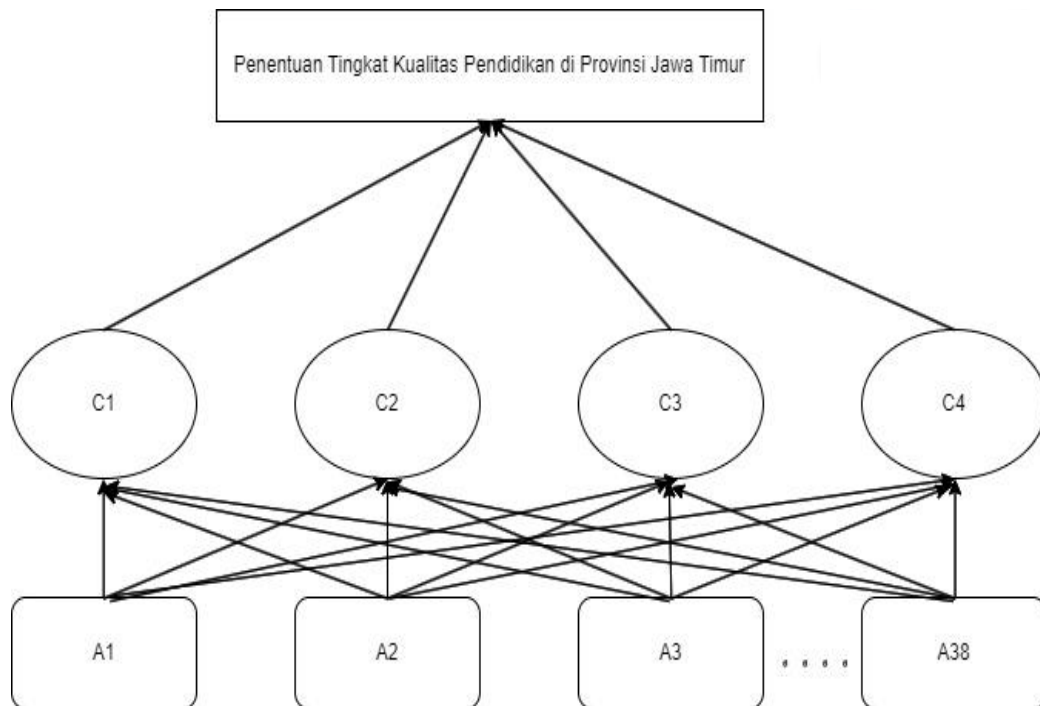 Penentuan Tingkat Kualitas Pendidikan di Provinsi Jawa Timur
C1
C2
C3
C4
A1
A2
A3
A38